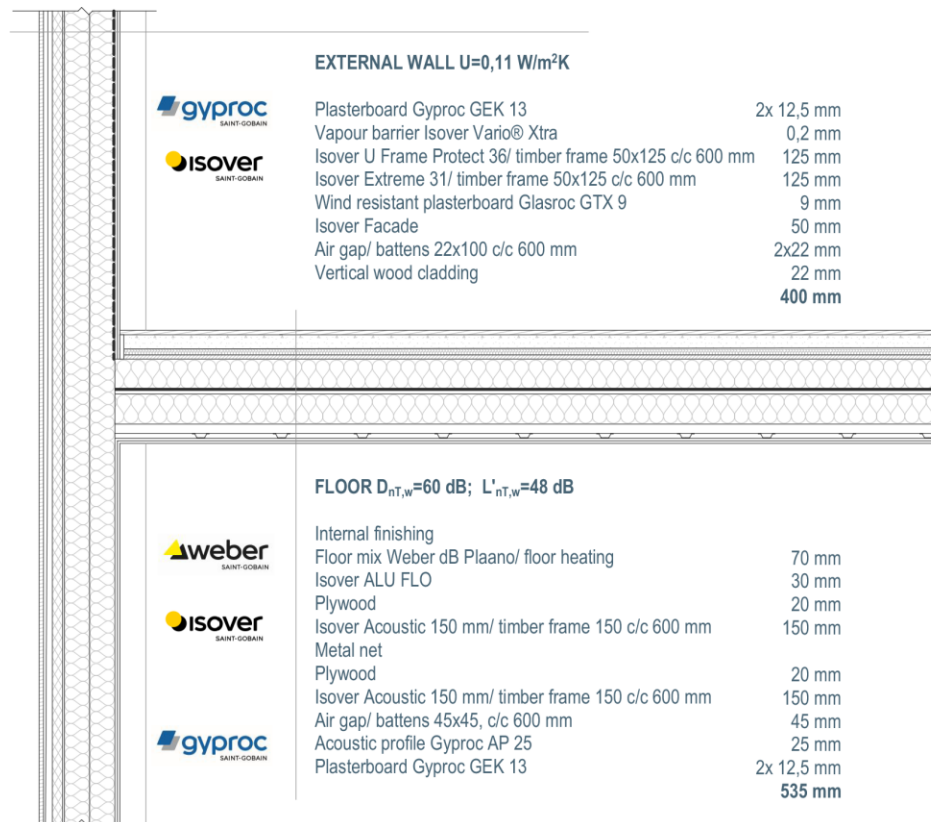 EXTERNAL WALL U=0,11 W/m²K
gyproc
SAINT-GOBAIN
isover
SAINT-GOBAIN
Plasterboard Gyproc GEK 13 2x 12,5 mm
Vapour barrier Isover Vario® Xtra 0,2 mm
Isover U Frame Protect 36/ timber frame 50x125 c/c 600 mm 125 mm
Isover Extreme 31/ timber frame 50x125 c/c 600 mm 125 mm
Wind resistant plasterboard Glasroc GTX 9 9 mm
Isover Facade 50 mm
Air gap/ battens 22x100 c/c 600 mm 2x22 mm
Vertical wood cladding 22 mm
400 mm
FLOOR DnT,w=60 dB; L'nT,w=48 dB
weber
SAINT-GOBAIN
isover
SAINT-GOBAIN
gyproc
SAINT-GOBAIN
Internal finishing
Floor mix Weber dB Plaano/ floor heating 70 mm
Isover ALU FLO 30 mm
Plywood 20 mm
Isover Acoustic 150 mm/ timber frame 150 c/c 600 mm 150 mm
Metal net
Plywood 20 mm
Isover Acoustic 150 mm/ timber frame 150 c/c 600 mm 150 mm
Air gap/ battens 45x45, c/c 600 mm 45 mm
Acoustic profile Gyproc AP 25 25 mm
Plasterboard Gyproc GEK 13 2x 12,5 mm
535 mm